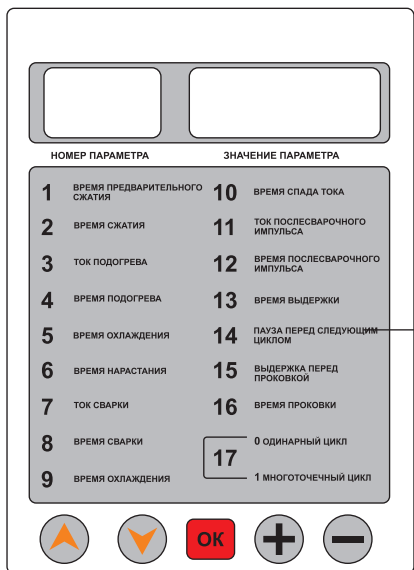 НОМЕР ПАРАМЕТРА
ЗНАЧЕНИЕ ПАРАМЕТРА
1 ВРЕМЯ ПРЕДВАРИТЕЛЬНОГО
СЖАТИЯ
2 ВРЕМЯ СЖАТИЯ
3 ТОК ПОДОГРЕВА
4 ВРЕМЯ ПОДОГРЕВА
5 ВРЕМЯ ОХЛАЖДЕНИЯ
6 ВРЕМЯ НАРАСТАНИЯ
7 ТОК СВАРКИ
8 ВРЕМЯ СВАРКИ
9 ВРЕМЯ ОХЛАЖДЕНИЯ
10 ВРЕМЯ СПАДА ТОКА
11 ТОК ПОСЛЕСВАРОЧНОГО
ИМПУЛЬСА
12 ВРЕМЯ ПОСЛЕСВАРОЧНОГО
ИМПУЛЬСА
13 ВРЕМЯ ВЫДЕРЖКИ
14 ПАУЗА ПЕРЕД СЛЕДУЮЩИМ
ЦИКЛОМ
15 ВЫДЕРЖКА ПЕРЕД
ПРОКОВКОЙ
16 ВРЕМЯ ПРОКОВКИ
17
0 ОДИНАРНЫЙ ЦИКЛ
1 МНОГОТОЧЕЧНЫЙ ЦИКЛ
ОК